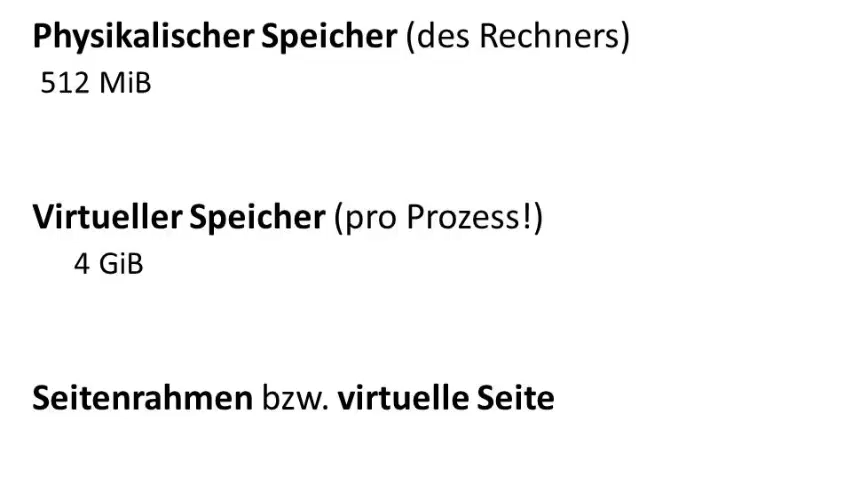 Physikalischer Speicher (des Rechners)
512 MiB
Virtueller Speicher (pro Prozess!)
4 GiB
Seitenrahmen bzw. virtuelle Seite